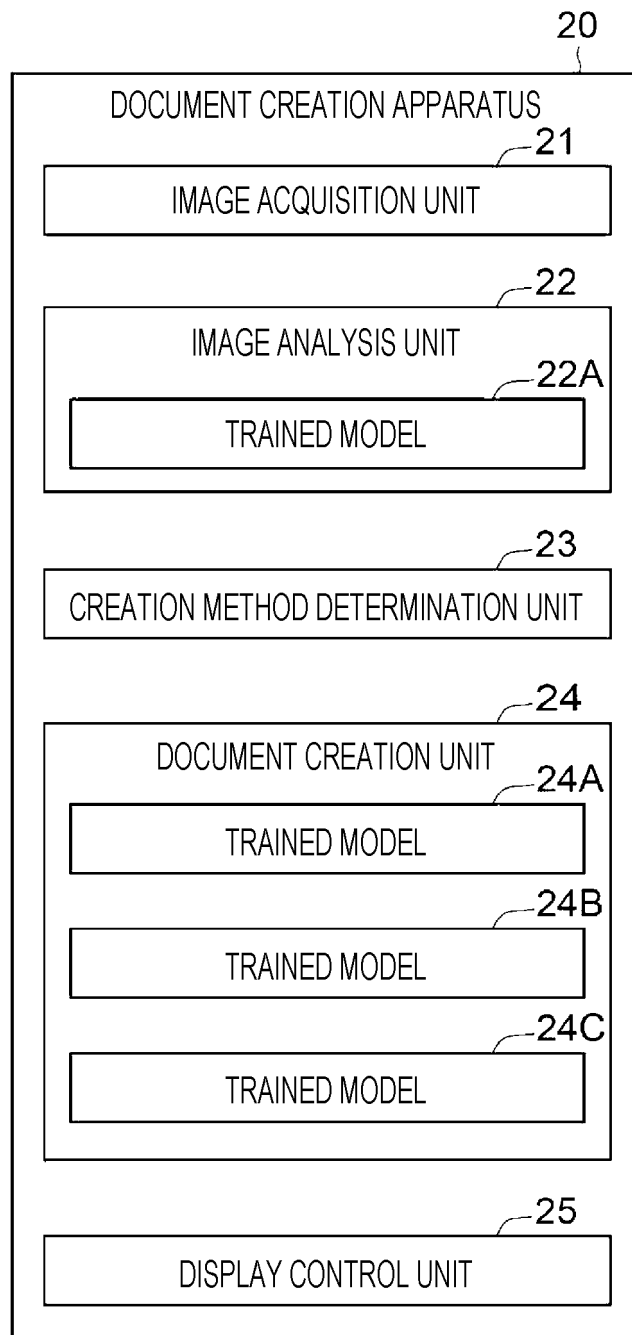 20
DOCUMENT CREATION APPARATUS
21
IMAGE ACQUISITION UNIT
22
IMAGE ANALYSIS UNIT
22A
TRAINED MODEL
23
CREATION METHOD DETERMINATION UNIT
24
DOCUMENT CREATION UNIT
24A
TRAINED MODEL
24B
TRAINED MODEL
24C
TRAINED MODEL
25
DISPLAY CONTROL UNIT